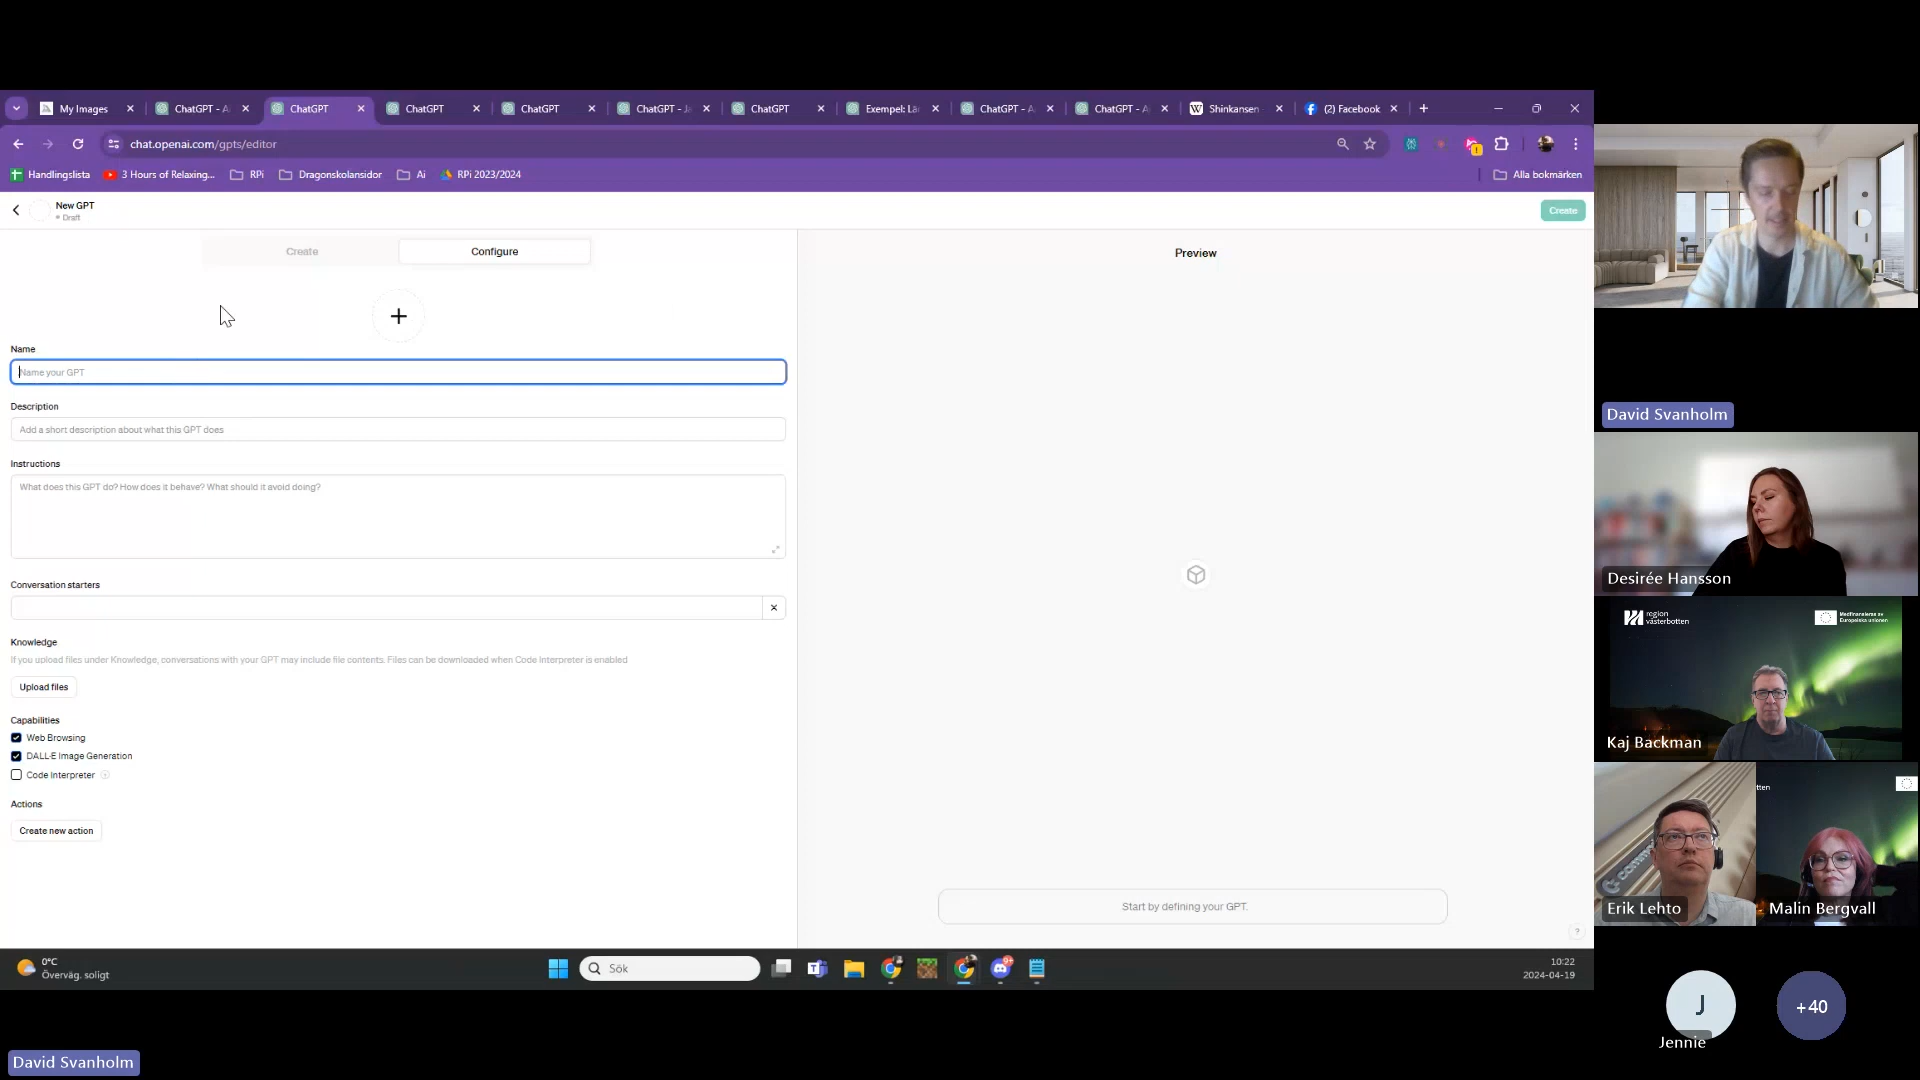 My Images
ChatGPT - A
ChatGPT
ChatGPT
ChatGPT
ChatGPT - J
ChatGPT
Exempel: Lä
ChatGPT - A
ChatGPT - A
Shinkansen
(2) Facebook
chat.openai.com/gpts/editor
Handlingslista
3 Hours of Relaxing...
RPi
Dragonskolansidor
Ai
RPi 2023/2024
Alla bokmärken
New GPT
Draft
Create
Create
Configure
Preview
Name
Name your GPT
Description
Add a short description about what this GPT does
Instructions
What does this GPT do? How does it behave? What should it avoid doing?
Conversation starters
Knowledge
If you upload files under Knowledge, conversations with your GPT may include file contents. Files can be downloaded when Code Interpreter is enabled
Upload files
Capabilities
Web Browsing
DALL·E Image Generation
Code Interpreter
Actions
Create new action
Start by defining your GPT.
?
0°C
Överväg. soligt
Sök
9+
10:22
2024-04-19
David Svanholm
David Svanholm
Desirée Hansson
region
västerbotten
Medfinansieras av
Europeiska unionen
Kaj Backman
Erik Lehto
tten
Malin Bergvall
J
Jennie
+40